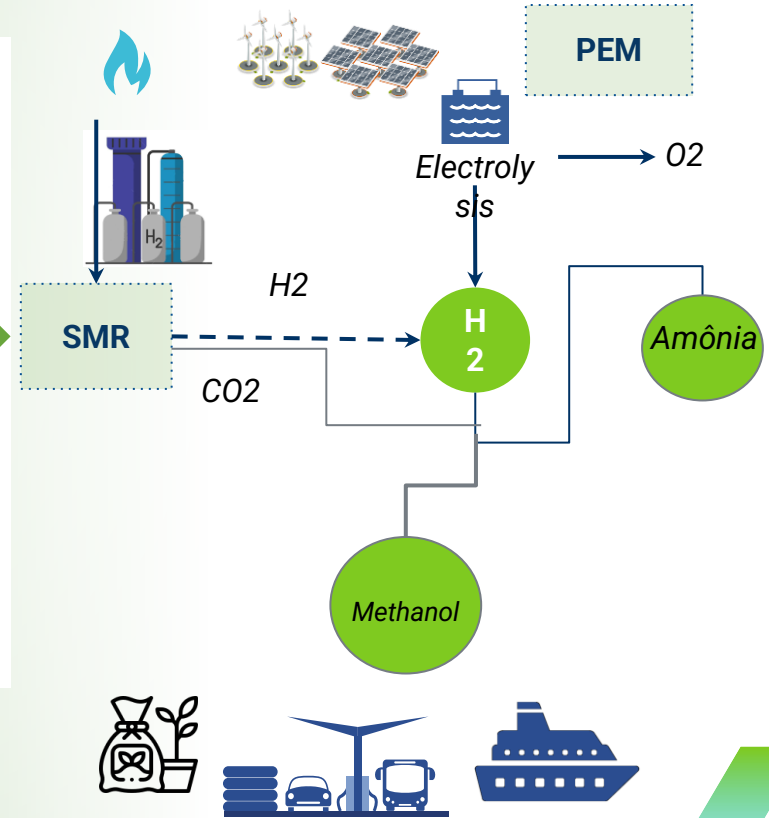 PEM
Electroly
sis
O2
H2
H2
SMR
H
2
Amônia
CO2
Methanol